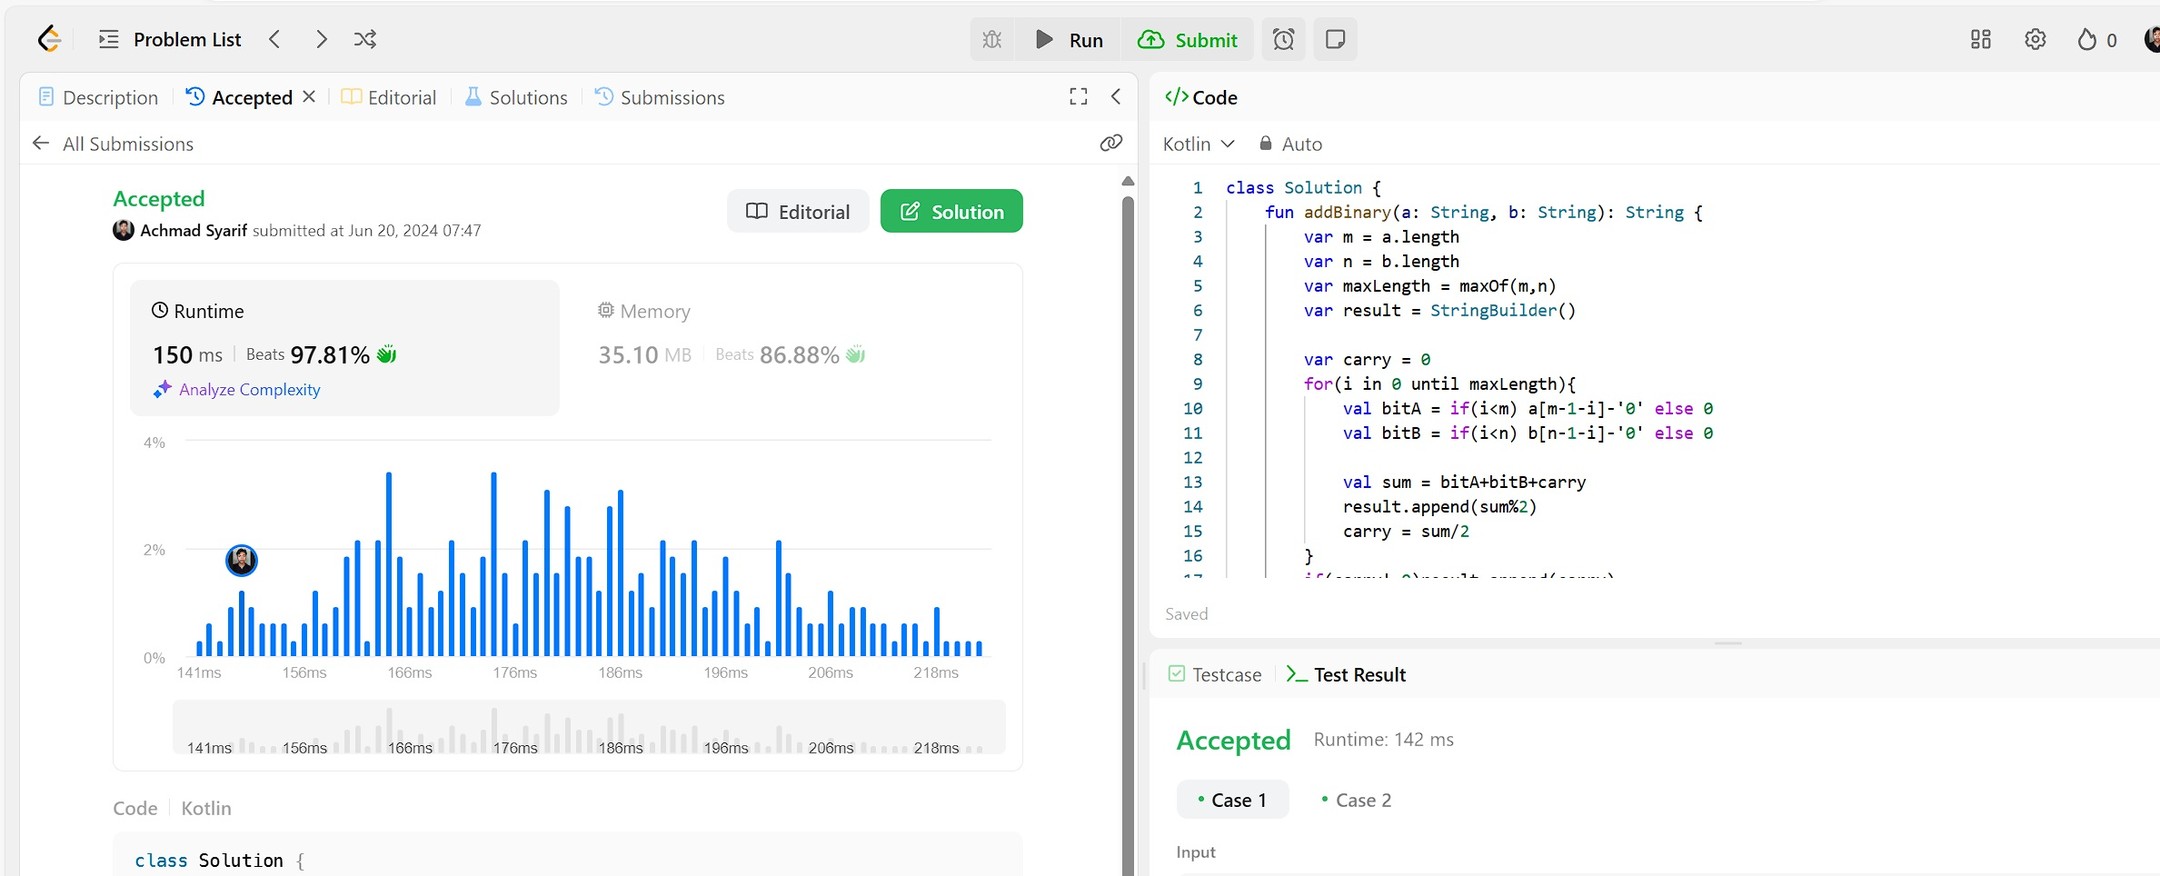 Problem List
Run
Submit
0
Description
Accepted
Editorial
Solutions
Submissions
All Submissions
Accepted
Achmad Syarif submitted at Jun 20, 2024 07:47
Editorial
Solution
Runtime
150 ms
Beats 97.81%
Analyze Complexity
Memory
35.10 MB
Beats 86.88%
4%
2%
0%
141ms 156ms 166ms 176ms 186ms 196ms 206ms 218ms
141ms 156ms 166ms 176ms 186ms 196ms 206ms 218ms
Code
Kotlin
class Solution {
</> Code
Kotlin
Auto
1 class Solution {
2 fun addBinary(a: String, b: String): String {
3 var m = a.length
4 var n = b.length
5 var maxLength = maxOf(m,n)
6 var result = StringBuilder()
7
8 var carry = 0
9 for(i in 0 until maxLength){
10 val bitA = if(i<m) a[m-1-i]-'0' else 0
11 val bitB = if(i<n) b[n-1-i]-'0' else 0
12
13 val sum = bitA+bitB+carry
14 result.append(sum%2)
15 carry = sum/2
16 }
Saved
Testcase
Test Result
Accepted
Runtime: 142 ms
Case 1
Case 2
Input